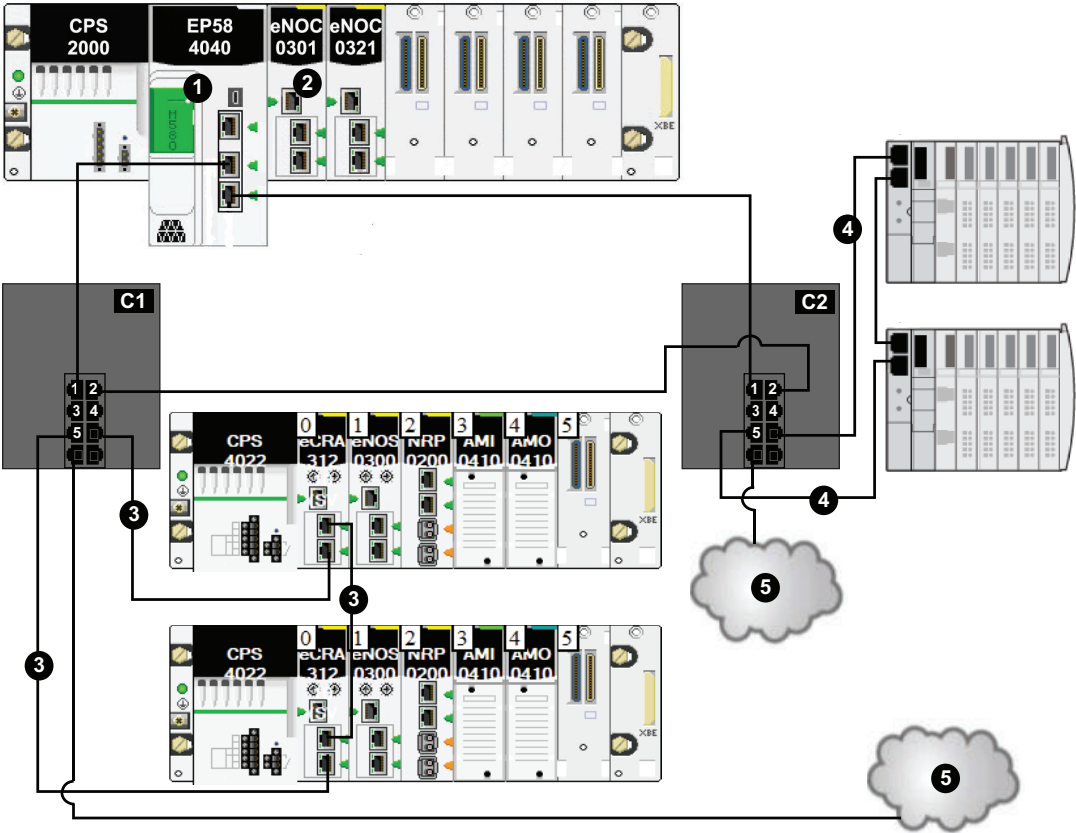 CPS
2000
EP58
4040
eNOC
0301
eNOC
0321
1
2
M580
XBE
C1
C2
4
1 2
3 4
5
1 2
3 4
5
0 1 2 3 4 5
CPS
4022
eCRA
312
eNOS
0300
NRP
0200
AMI
0410
AMO
0410
S
XBE
3
3
4
5
0 1 2 3 4 5
CPS
4022
eCRA
312
eNOS
0300
NRP
0200
AMI
0410
AMO
0410
S
XBE
3
5